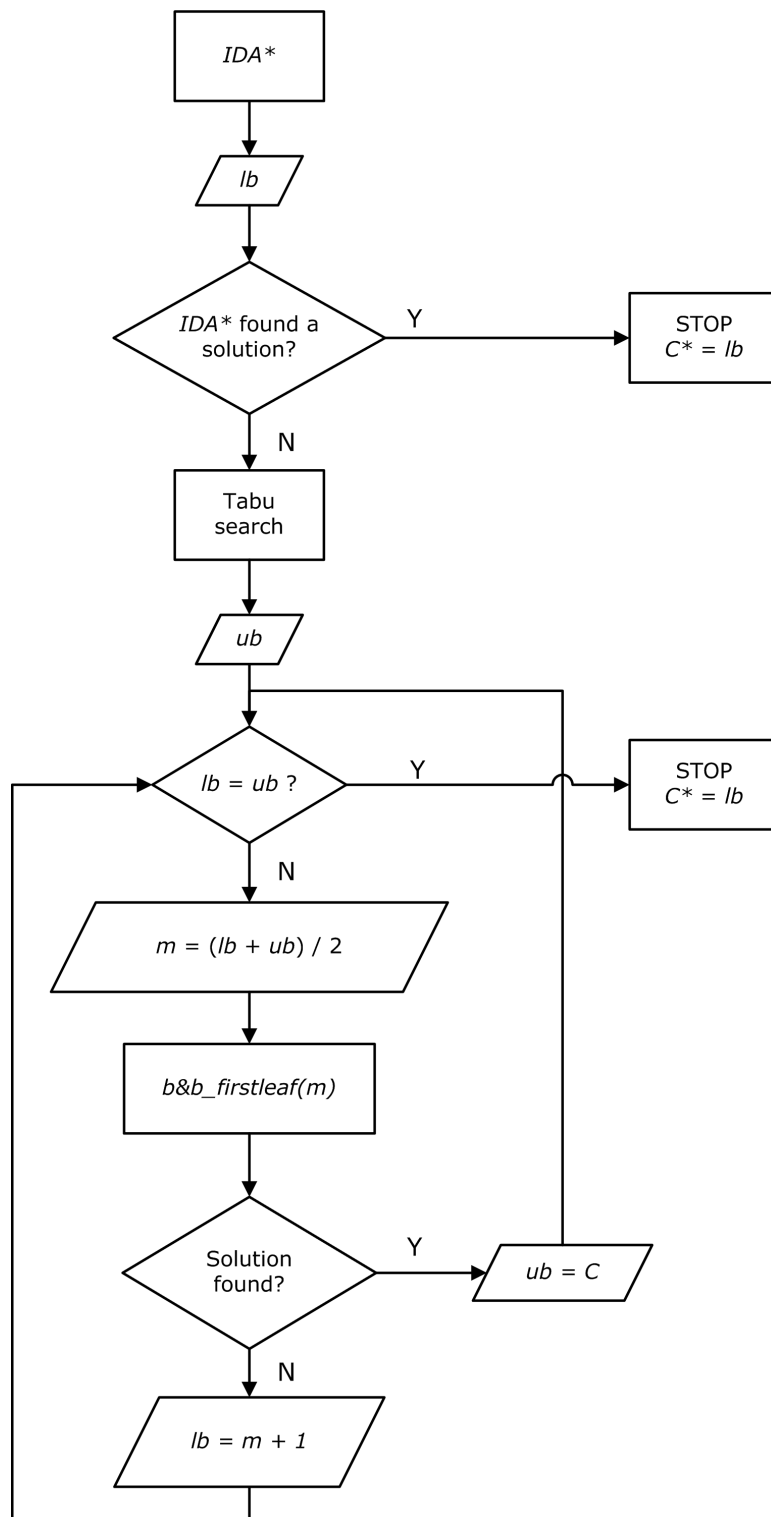 IDA*
lb
IDA* found a
solution?
Y
STOP
C* = lb
N
Tabu
search
ub
lb = ub ?
Y
STOP
C* = lb
N
m = (lb + ub) / 2
b&b_firstleaf(m)
Solution
found?
Y
ub = C
N
lb = m + 1